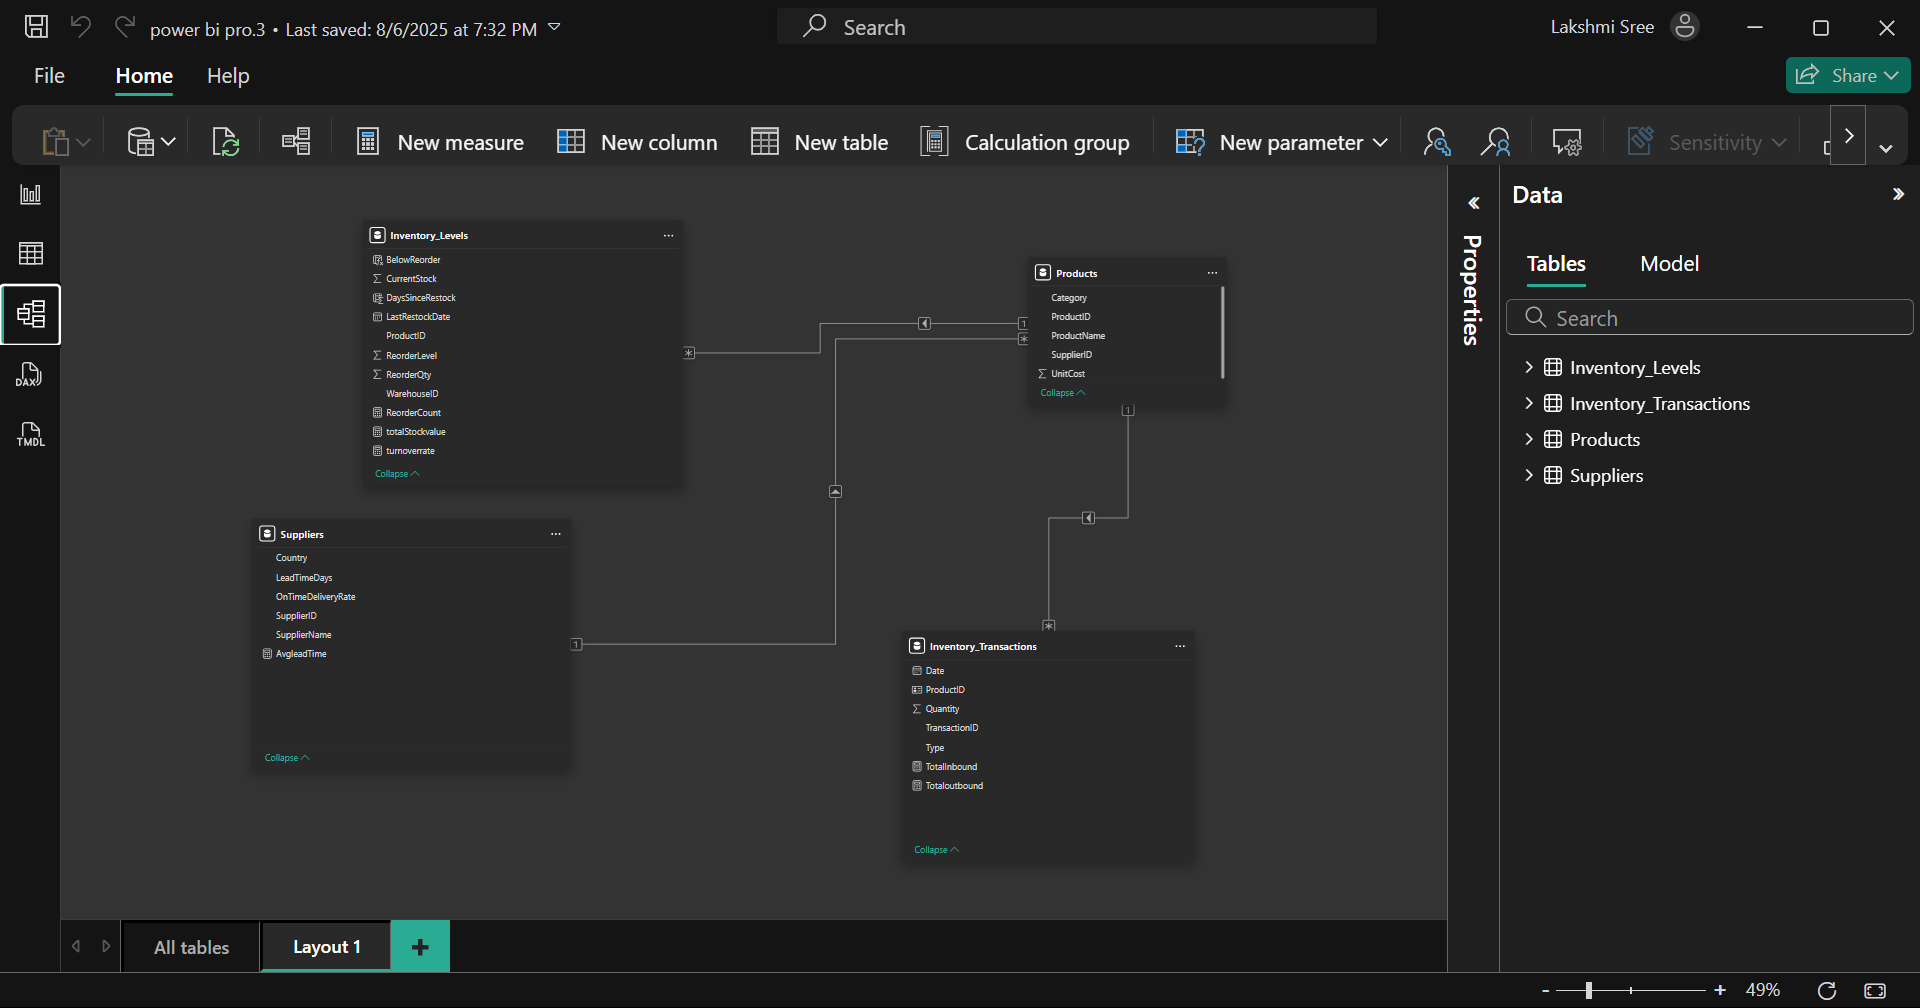 power bi pro.3 • Last saved: 8/6/2025 at 7:32 PM
Search
Lakshmi Sree
File
Home
Help
Share
New measure
New column
New table
Calculation group
New parameter
Sensitivity
DAX
TMDL
Inventory_Levels
BelowReorder
CurrentStock
DaysSinceRestock
LastRestockDate
ProductID
ReorderLevel
ReorderQty
WarehouseID
ReorderCount
totalStockvalue
turnoverrate
Collapse
Products
Category
ProductID
ProductName
SupplierID
UnitCost
Collapse
1
*
*
1
Suppliers
Country
LeadTimeDays
OnTimeDeliveryRate
SupplierID
SupplierName
AvgleadTime
Collapse
1
*
Inventory_Transactions
Date
ProductID
Quantity
TransactionID
Type
TotalInbound
Totaloutbound
Collapse
Properties
Data
Tables
Model
Search
Inventory_Levels
Inventory_Transactions
Products
Suppliers
All tables
Layout 1
+
- + 49%